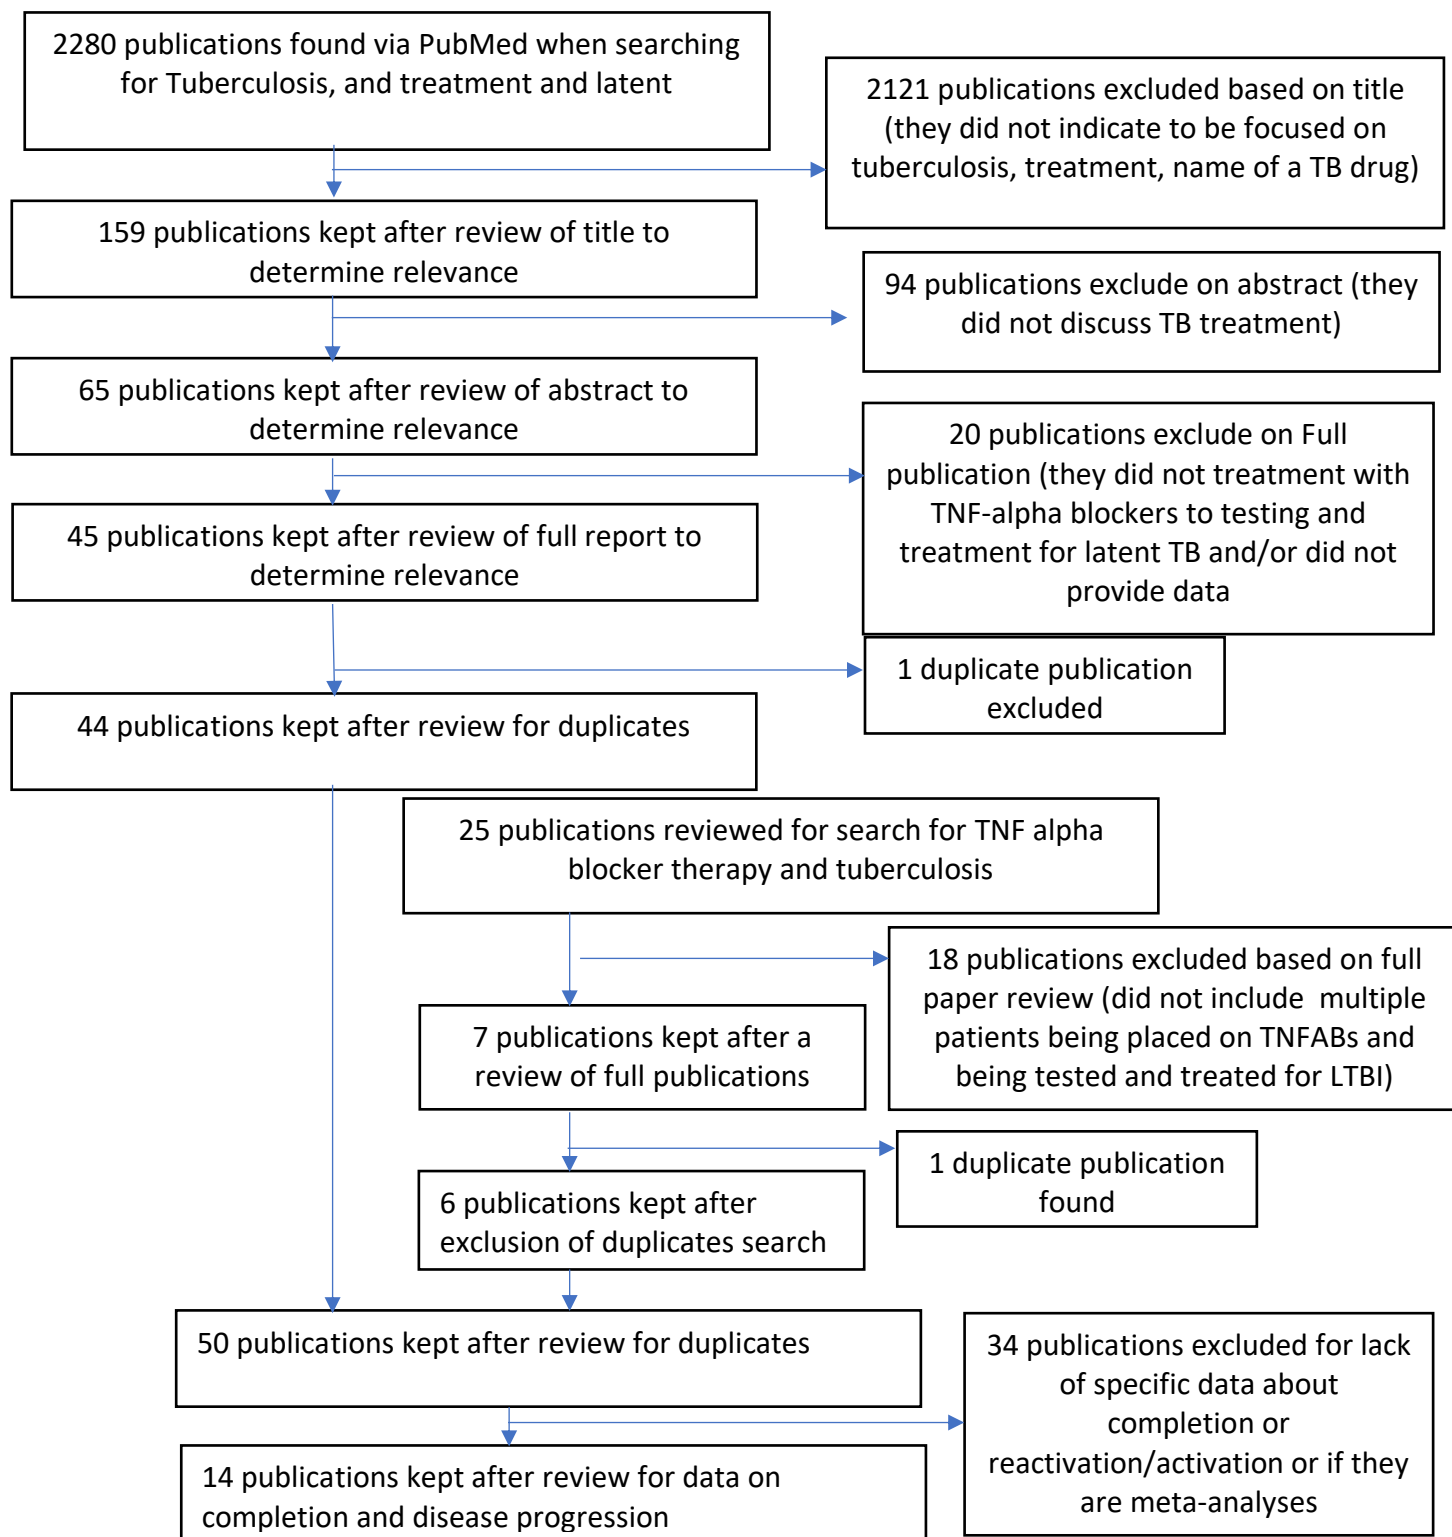 2280 publications found via PubMed when searching
for Tuberculosis, and treatment and latent
2121 publications excluded based on title
(they did not indicate to be focused on
tuberculosis, treatment, name of a TB drug)
159 publications kept after review of title to
determine relevance
94 publications exclude on abstract (they
did not discuss TB treatment)
65 publications kept after review of abstract to
determine relevance
20 publications exclude on Full
publication (they did not treatment with
TNF-alpha blockers to testing and
treatment for latent TB and/or did not
provide data
45 publications kept after review of full report to
determine relevance
1 duplicate publication
excluded
44 publications kept after review for duplicates
25 publications reviewed for search for TNF alpha
blocker therapy and tuberculosis
18 publications excluded based on full
paper review (did not include  multiple
patients being placed on TNFABs and
being tested and treated for LTBI)
7 publications kept after a
review of full publications
1 duplicate publication
found
6 publications kept after
exclusion of duplicates search
50 publications kept after review for duplicates
34 publications excluded for lack
of specific data about
completion or
reactivation/activation or if they
are meta-analyses
14 publications kept after review for data on
completion and disease progression